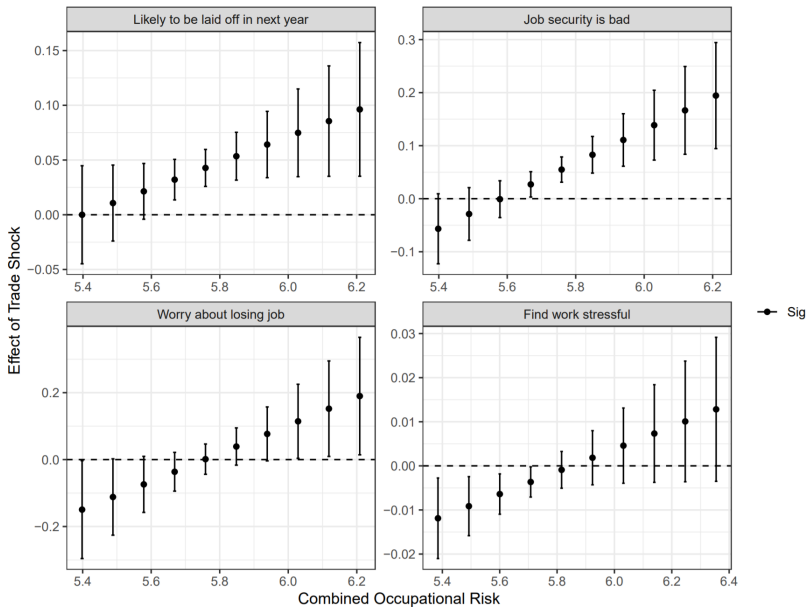 Likely to be laid off in next year
Job security is bad
0.15
0.10
0.05
0.00
−0.05
5.4 5.6 5.8 6.0 6.2
0.3
0.2
0.1
0.0
−0.1
5.4 5.6 5.8 6.0 6.2
Effect of Trade Shock
Worry about losing job
Find work stressful
0.2
0.0
−0.2
5.4 5.6 5.8 6.0 6.2
0.03
0.02
0.01
0.00
−0.01
−0.02
5.4 5.6 5.8 6.0 6.2 6.4
Sig
Combined Occupational Risk